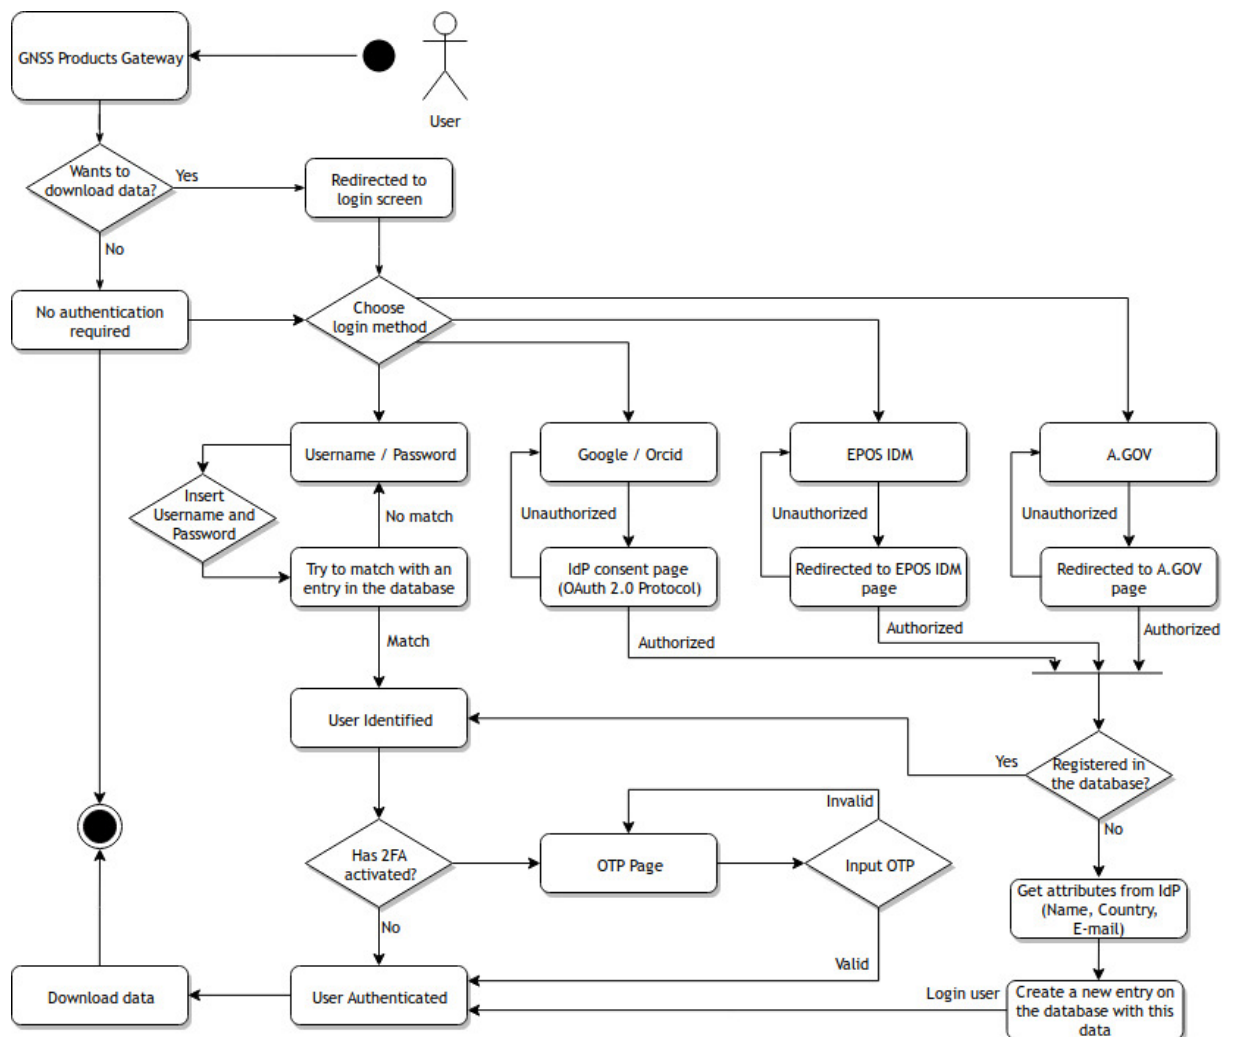 GNSS Products Gateway
User
Wants to
download data?
Yes
Redirected to
login screen
No
No authentication
required
Choose
login method
Username / Password
Google / Orcid
EPOS IDM
A.GOV
Insert
Username and
Password
No match
Unauthorized
Unauthorized
Unauthorized
Try to match with an
entry in the database
IdP consent page
(OAuth 2.0 Protocol)
Redirected to EPOS IDM
page
Redirected to A.GOV
page
Match
Authorized
Authorized
Authorized
User Identified
Yes
Registered in
the database?
Invalid
No
Has 2FA
activated?
OTP Page
Input OTP
Get attributes from IdP
(Name, Country,
E-mail)
No
Valid
Download data
User Authenticated
Login user
Create a new entry on
the database with this
data